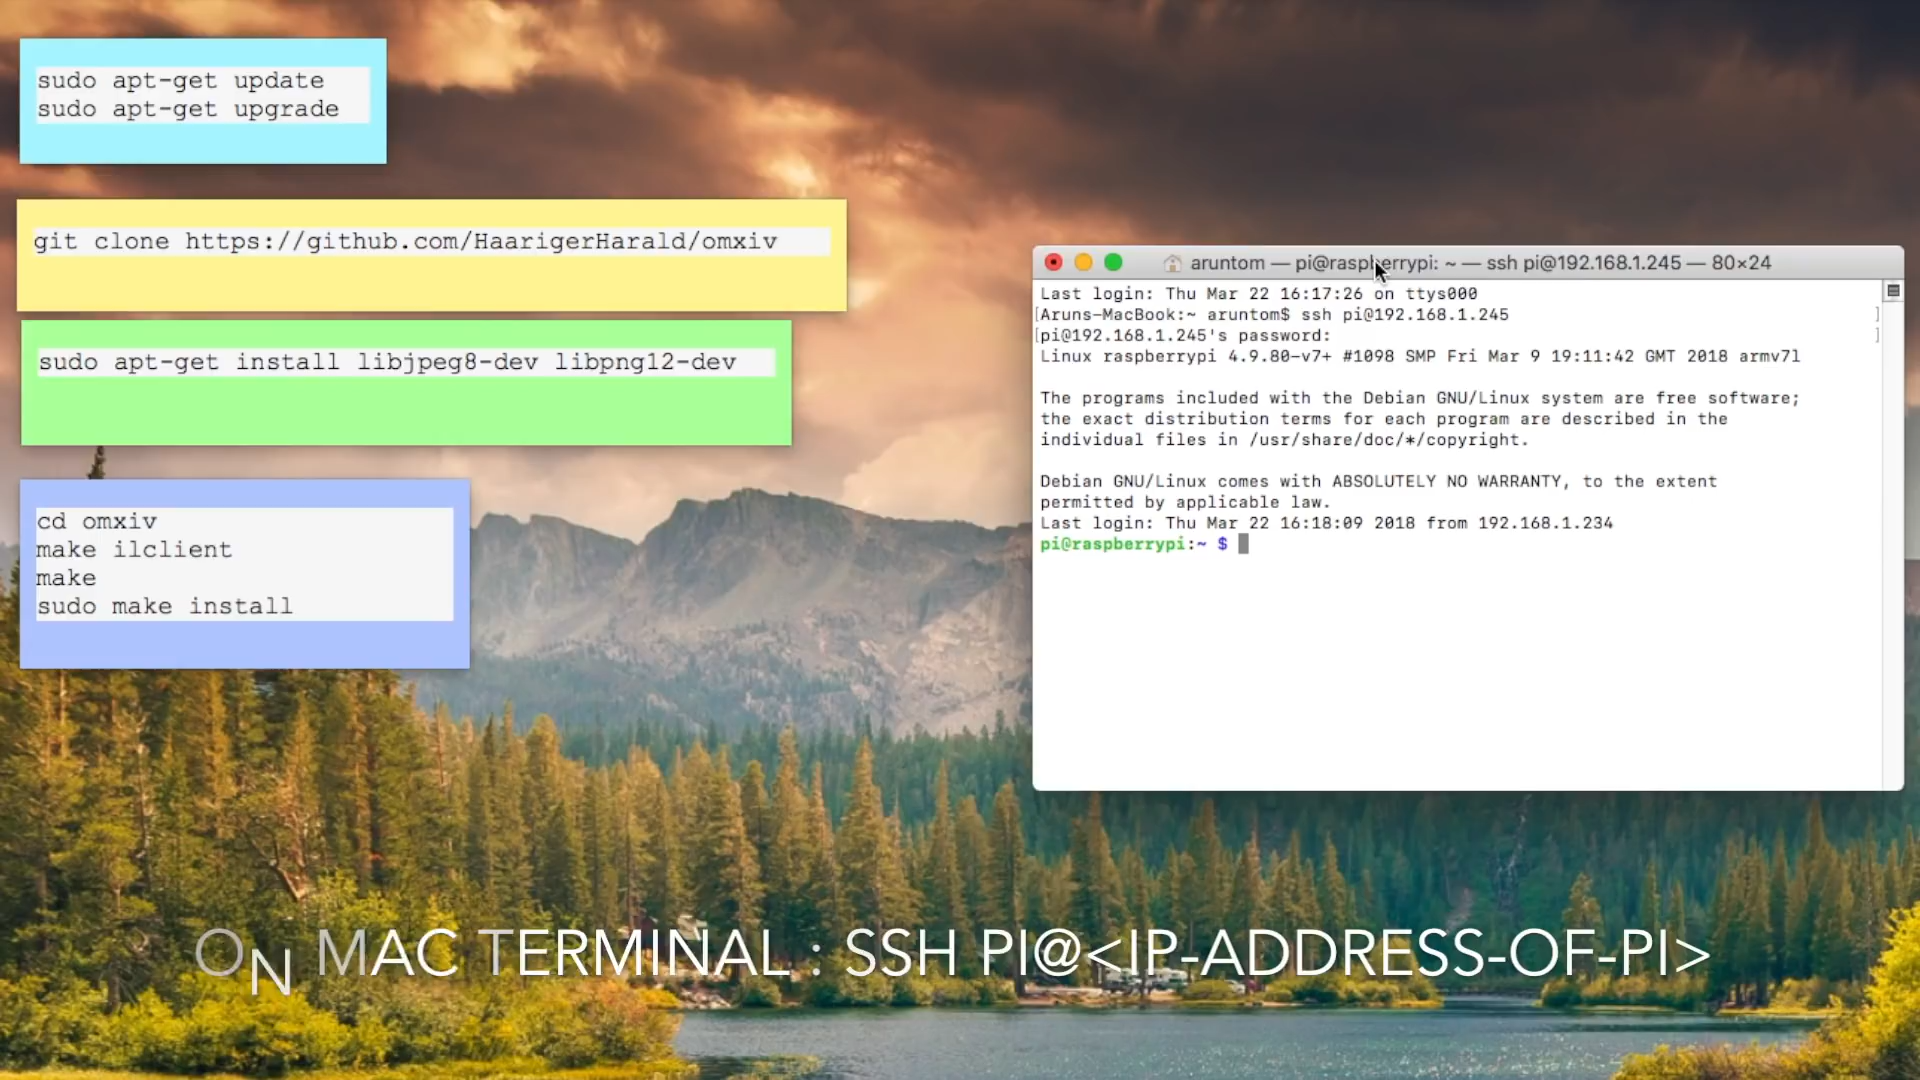 sudo apt-get update
sudo apt-get upgrade
git clone https://github.com/HaarigerHarald/omxiv
sudo apt-get install libjpeg8-dev libpng12-dev
cd omxiv
make ilclient
make
sudo make install
aruntom — pi@raspberrypi: ~ — ssh pi@192.168.1.245 — 80×24
Last login: Thu Mar 22 16:17:26 on ttys000
[Aruns-MacBook:~ aruntom$ ssh pi@192.168.1.245 ]
[pi@192.168.1.245's password: ]
Linux raspberrypi 4.9.80-v7+ #1098 SMP Fri Mar 9 19:11:42 GMT 2018 armv7l
The programs included with the Debian GNU/Linux system are free software;
the exact distribution terms for each program are described in the
individual files in /usr/share/doc/*/copyright.
Debian GNU/Linux comes with ABSOLUTELY NO WARRANTY, to the extent
permitted by applicable law.
Last login: Thu Mar 22 16:18:09 2018 from 192.168.1.234
pi@raspberrypi:~ $
ON MAC TERMINAL : SSH PI@<IP-ADDRESS-OF-PI>